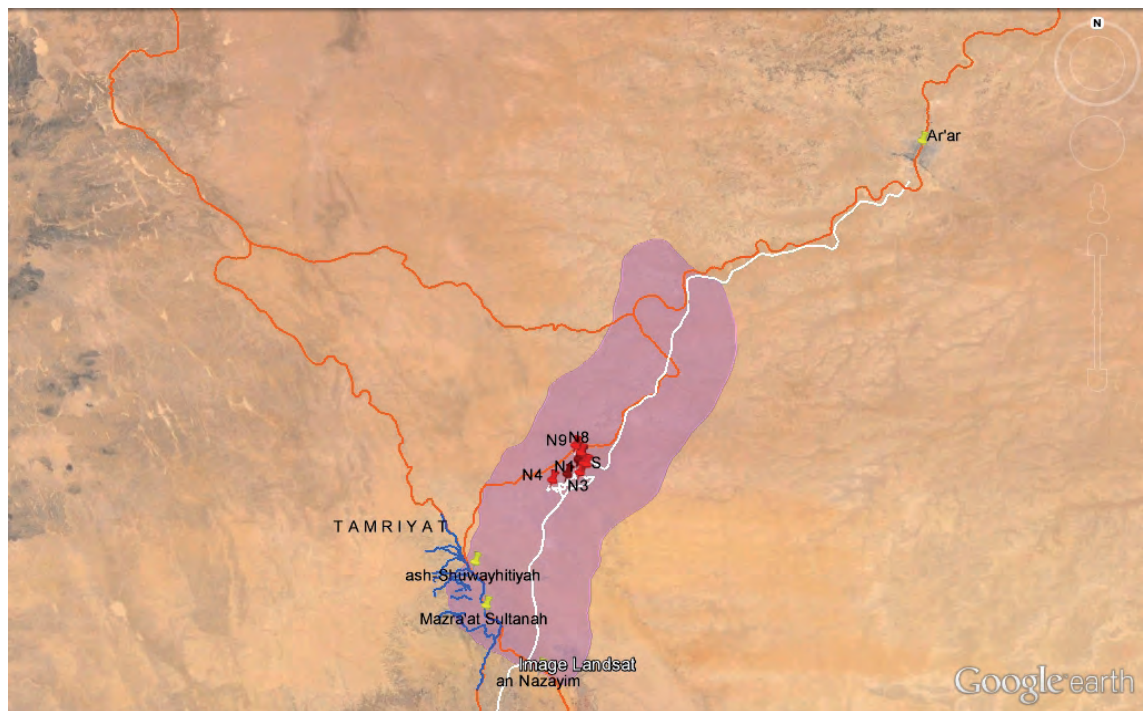 N
Ar'ar
N9 N8
N4 N1 S
N3
TAMRIYAT
ash-Shuwayhitiyah
Mazra'at Sultanah
Image Landsat
an Nazayim
Google earth